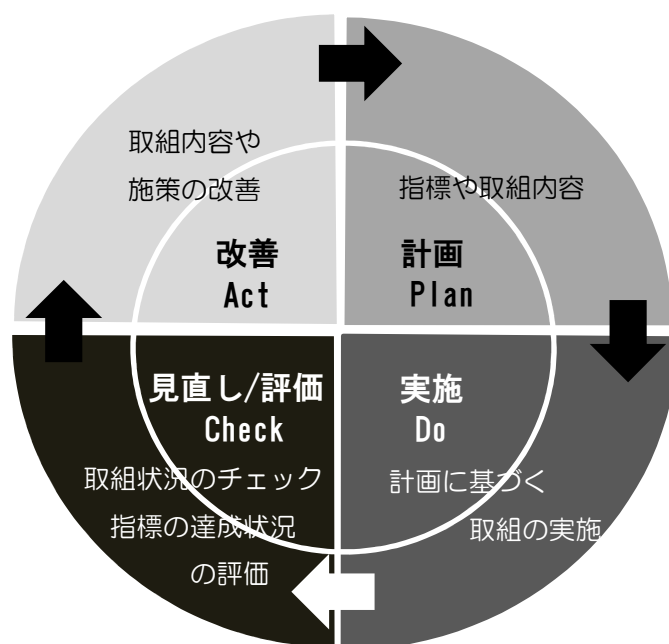 取組内容や
施策の改善
改善
Act
指標や取組内容
計画
Plan
見直し/評価
Check
取組状況のチェック
指標の達成状況
の評価
実施
Do
計画に基づく
取組の実施